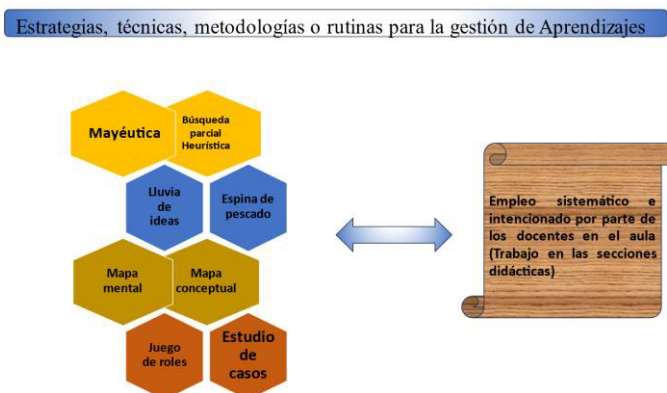 Estrategias, técnicas, metodologías o rutinas para la gestión de Aprendizajes
Mayéutica
Búsqueda
parcial
Heurística
Lluvia
de
ideas
Espina de
pescado
Mapa
mental
Mapa
conceptual
Juego
de roles
Estudio
de
casos
Empleo sistemático e
intencionado por parte de
los docentes en el aula
(Trabajo en las secciones
didácticas)